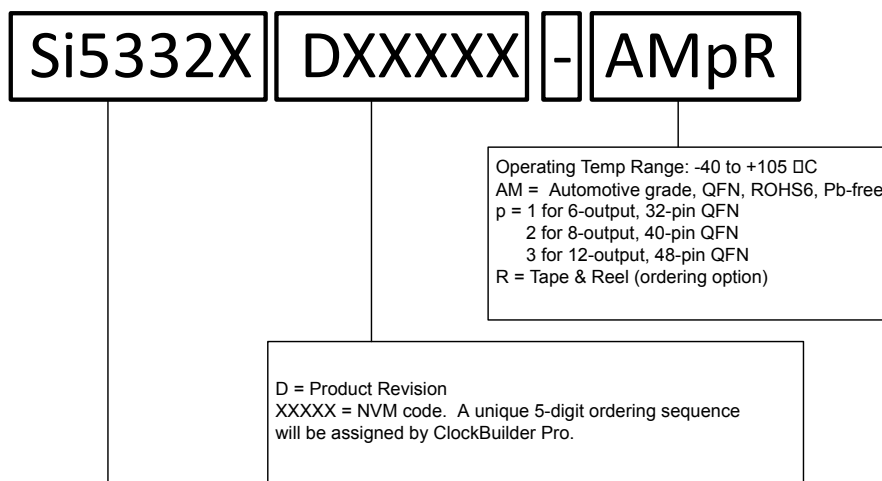 Si5332X DXXXXX - AMpR
Operating Temp Range: -40 to +105 □C
AM = Automotive grade, QFN, ROHS6, Pb-free
p = 1 for 6-output, 32-pin QFN
2 for 8-output, 40-pin QFN
3 for 12-output, 48-pin QFN
R = Tape & Reel (ordering option)
D = Product Revision
XXXXX = NVM code. A unique 5-digit ordering sequence
will be assigned by ClockBuilder Pro.